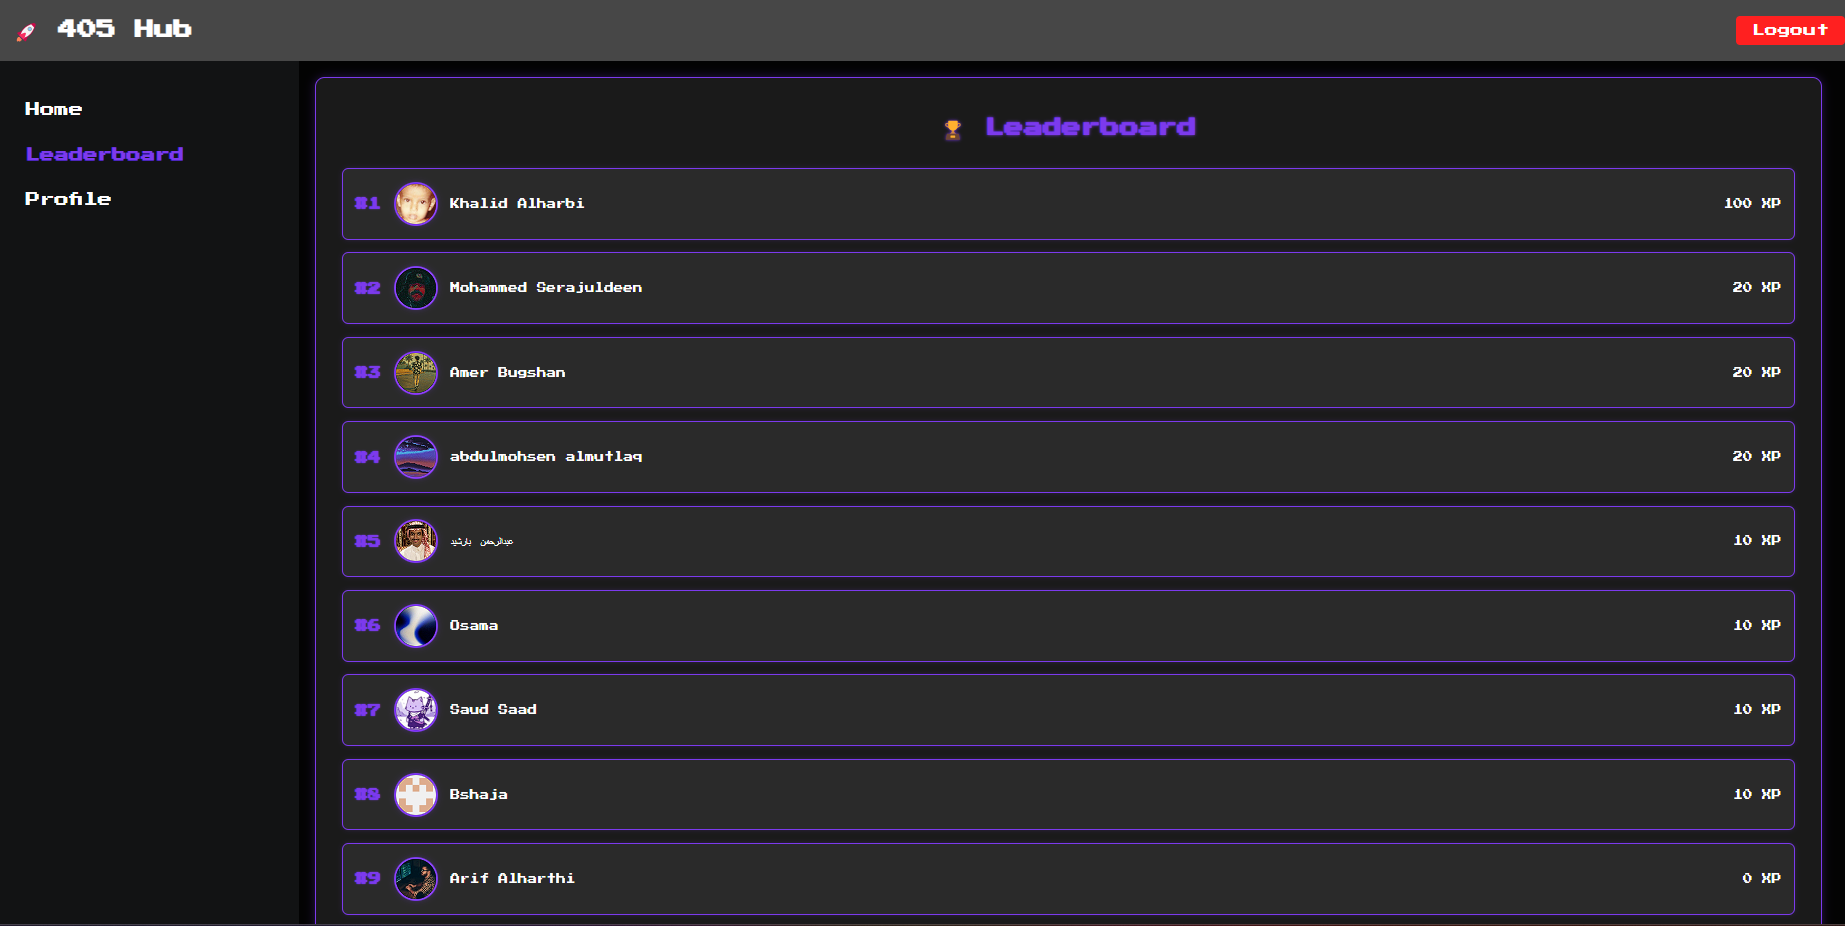 405 Hub
Logout
Home
Leaderboard
Profile
Leaderboard
#1 Khalid Alharbi 100 XP
#2 Mohammed Serajuldeen 20 XP
#3 Amer Bugshan 20 XP
#4 abdulmohsen almutlaq 20 XP
#5 عبدالرحمن بارشيد 10 XP
#6 Osama 10 XP
#7 Saud Saad 10 XP
#8 Bshaja 10 XP
#9 Arif Alharthi 0 XP